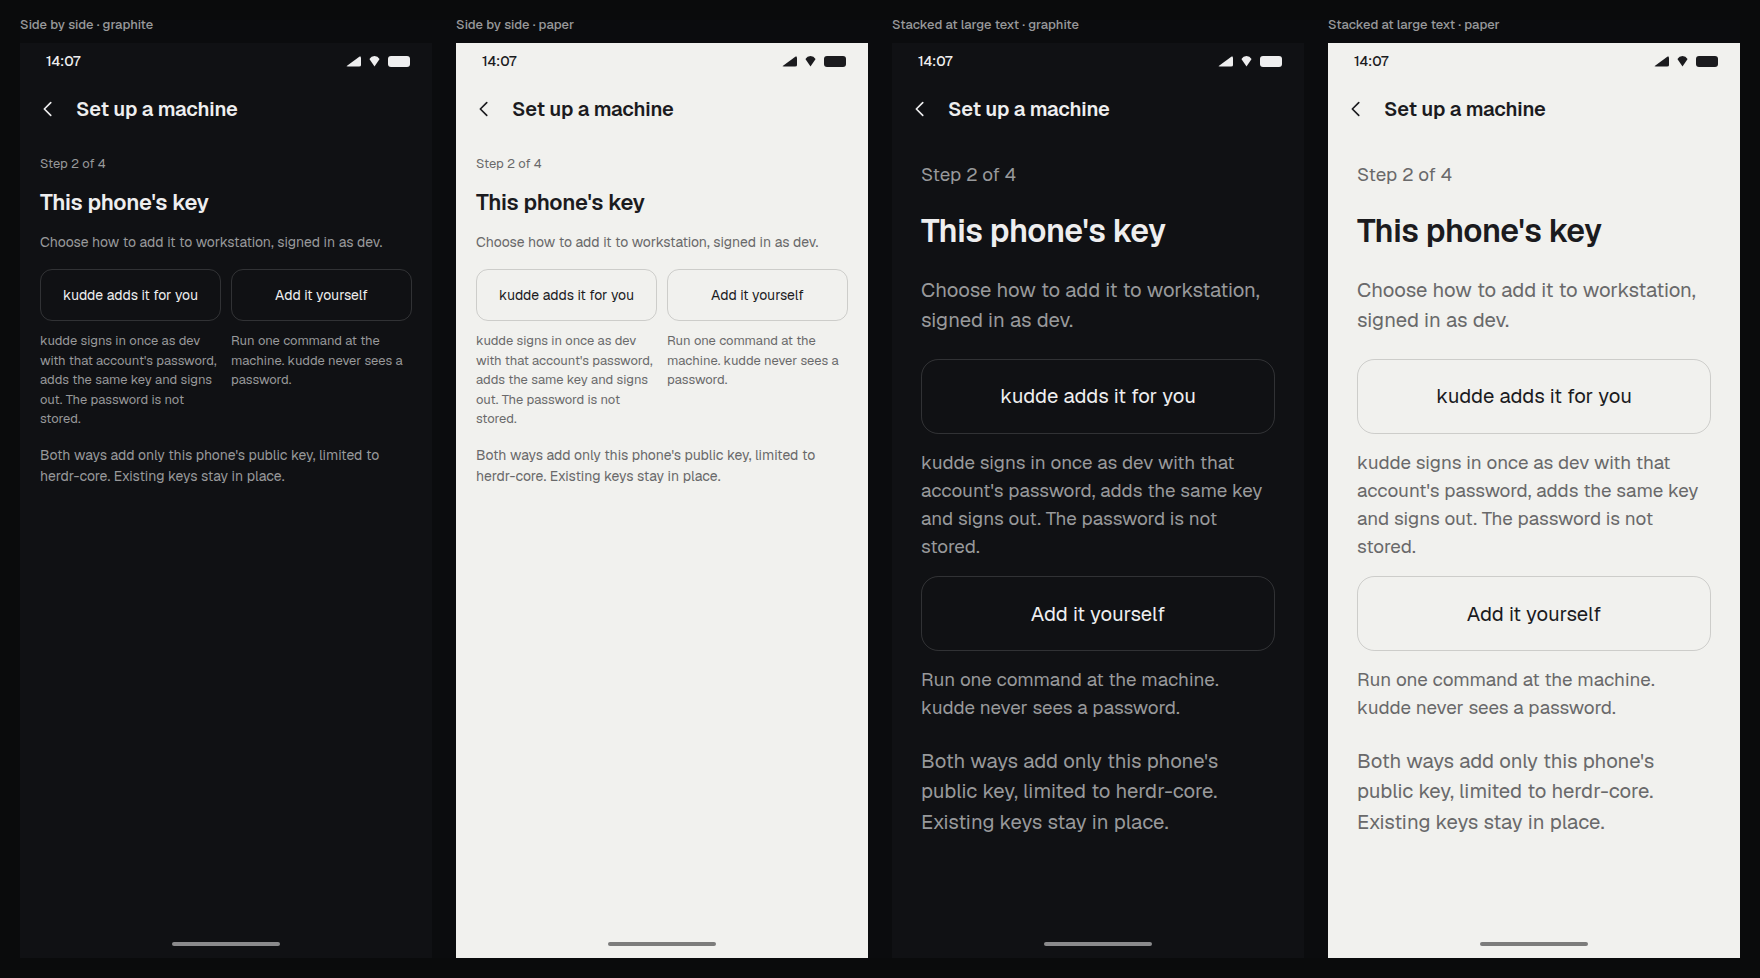 Side by side · graphite
14:07
Set up a machine
Step 2 of 4
This phone's key
Choose how to add it to workstation, signed in as dev.
kudde adds it for you
Add it yourself
kudde signs in once as dev
with that account's password,
adds the same key and signs
out. The password is not
stored.
Run one command at the
machine. kudde never sees a
password.
Both ways add only this phone's public key, limited to
herdr-core. Existing keys stay in place.
Side by side · paper
14:07
Set up a machine
Step 2 of 4
This phone's key
Choose how to add it to workstation, signed in as dev.
kudde adds it for you
Add it yourself
kudde signs in once as dev
with that account's password,
adds the same key and signs
out. The password is not
stored.
Run one command at the
machine. kudde never sees a
password.
Both ways add only this phone's public key, limited to
herdr-core. Existing keys stay in place.
Stacked at large text · graphite
14:07
Set up a machine
Step 2 of 4
This phone's key
Choose how to add it to workstation,
signed in as dev.
kudde adds it for you
kudde signs in once as dev with that
account's password, adds the same key
and signs out. The password is not
stored.
Add it yourself
Run one command at the machine.
kudde never sees a password.
Both ways add only this phone's
public key, limited to herdr-core.
Existing keys stay in place.
Stacked at large text · paper
14:07
Set up a machine
Step 2 of 4
This phone's key
Choose how to add it to workstation,
signed in as dev.
kudde adds it for you
kudde signs in once as dev with that
account's password, adds the same key
and signs out. The password is not
stored.
Add it yourself
Run one command at the machine.
kudde never sees a password.
Both ways add only this phone's
public key, limited to herdr-core.
Existing keys stay in place.